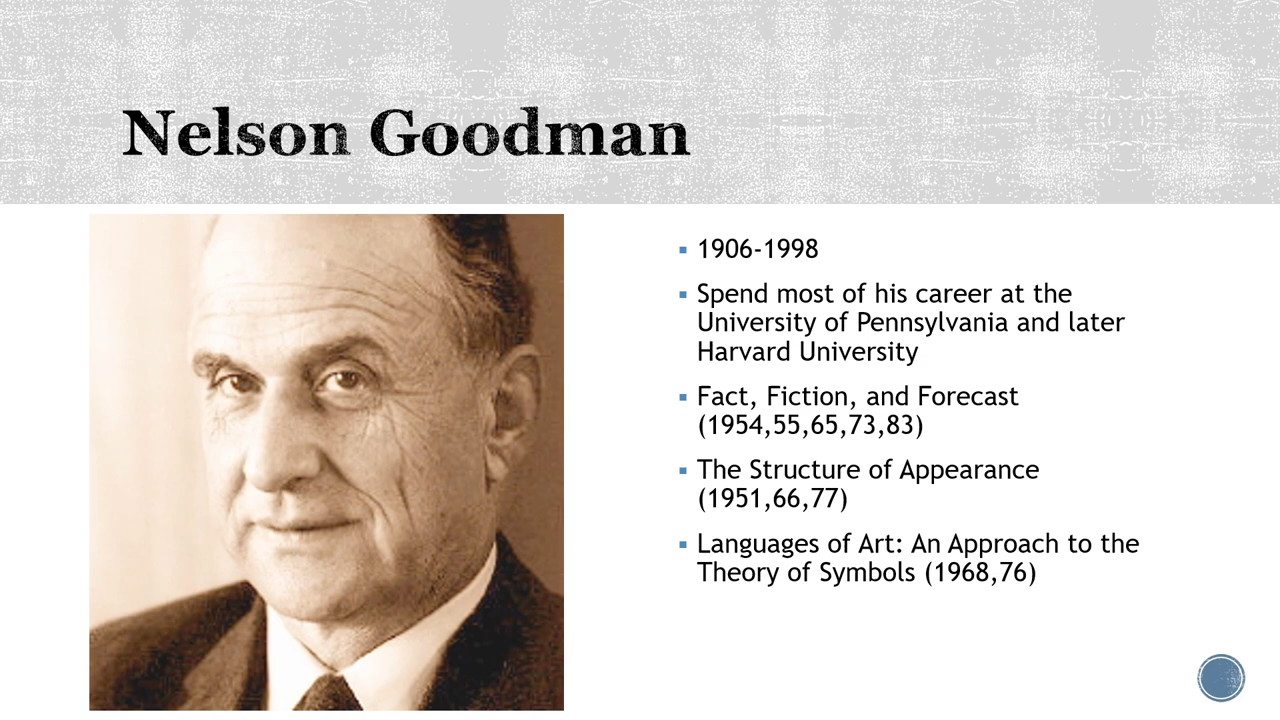 Nelson Goodman
1906-1998
Spend most of his career at the
University of Pennsylvania and later
Harvard University
Fact, Fiction, and Forecast
(1954,55,65,73,83)
The Structure of Appearance
(1951,66,77)
Languages of Art: An Approach to the
Theory of Symbols (1968,76)